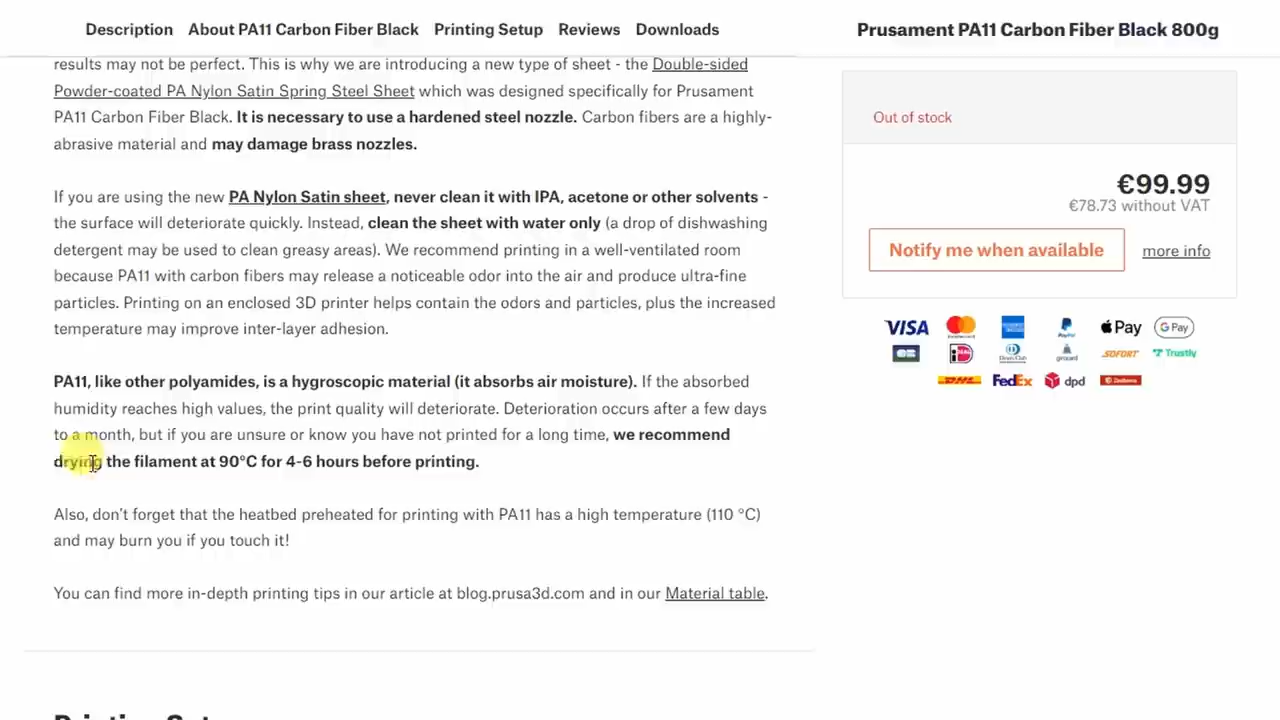 Description About PA11 Carbon Fiber Black Printing Setup Reviews Downloads
Prusament PA11 Carbon Fiber Black 800g
results may not be perfect. This is why we are introducing a new type of sheet - the Double-sided
Powder-coated PA Nylon Satin Spring Steel Sheet which was designed specifically for Prusament
PA11 Carbon Fiber Black. It is necessary to use a hardened steel nozzle. Carbon fibers are a highly-
abrasive material and may damage brass nozzles.
If you are using the new PA Nylon Satin sheet, never clean it with IPA, acetone or other solvents -
the surface will deteriorate quickly. Instead, clean the sheet with water only (a drop of dishwashing
detergent may be used to clean greasy areas). We recommend printing in a well-ventilated room
because PA11 with carbon fibers may release a noticeable odor into the air and produce ultra-fine
particles. Printing on an enclosed 3D printer helps contain the odors and particles, plus the increased
temperature may improve inter-layer adhesion.
PA11, like other polyamides, is a hygroscopic material (it absorbs air moisture). If the absorbed
humidity reaches high values, the print quality will deteriorate. Deterioration occurs after a few days
to a month, but if you are unsure or know you have not printed for a long time, we recommend
drying the filament at 90°C for 4-6 hours before printing.
Also, don't forget that the heatbed preheated for printing with PA11 has a high temperature (110 °C)
and may burn you if you touch it!
You can find more in-depth printing tips in our article at blog.prusa3d.com and in our Material table.
Out of stock
€99.99
€78.73 without VAT
Notify me when available more info
VISA Pay G Pay
iDEAL SOFORT Trustly
DHL FedEx dpd